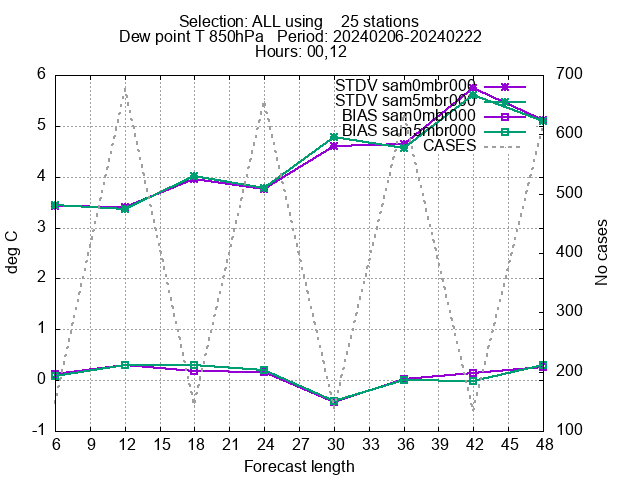 Selection: ALL using    25 stations
Dew point T 850hPa   Period: 20240206-20240222
Hours: 00,12
STDV sam0mbr000
STDV sam5mbr000
BIAS sam0mbr000
BIAS sam5mbr000
CASES
6
5
4
3
2
1
0
-1
deg C
700
600
500
400
300
200
100
No cases
6 9 12 15 18 21 24 27 30 33 36 39 42 45 48
Forecast length